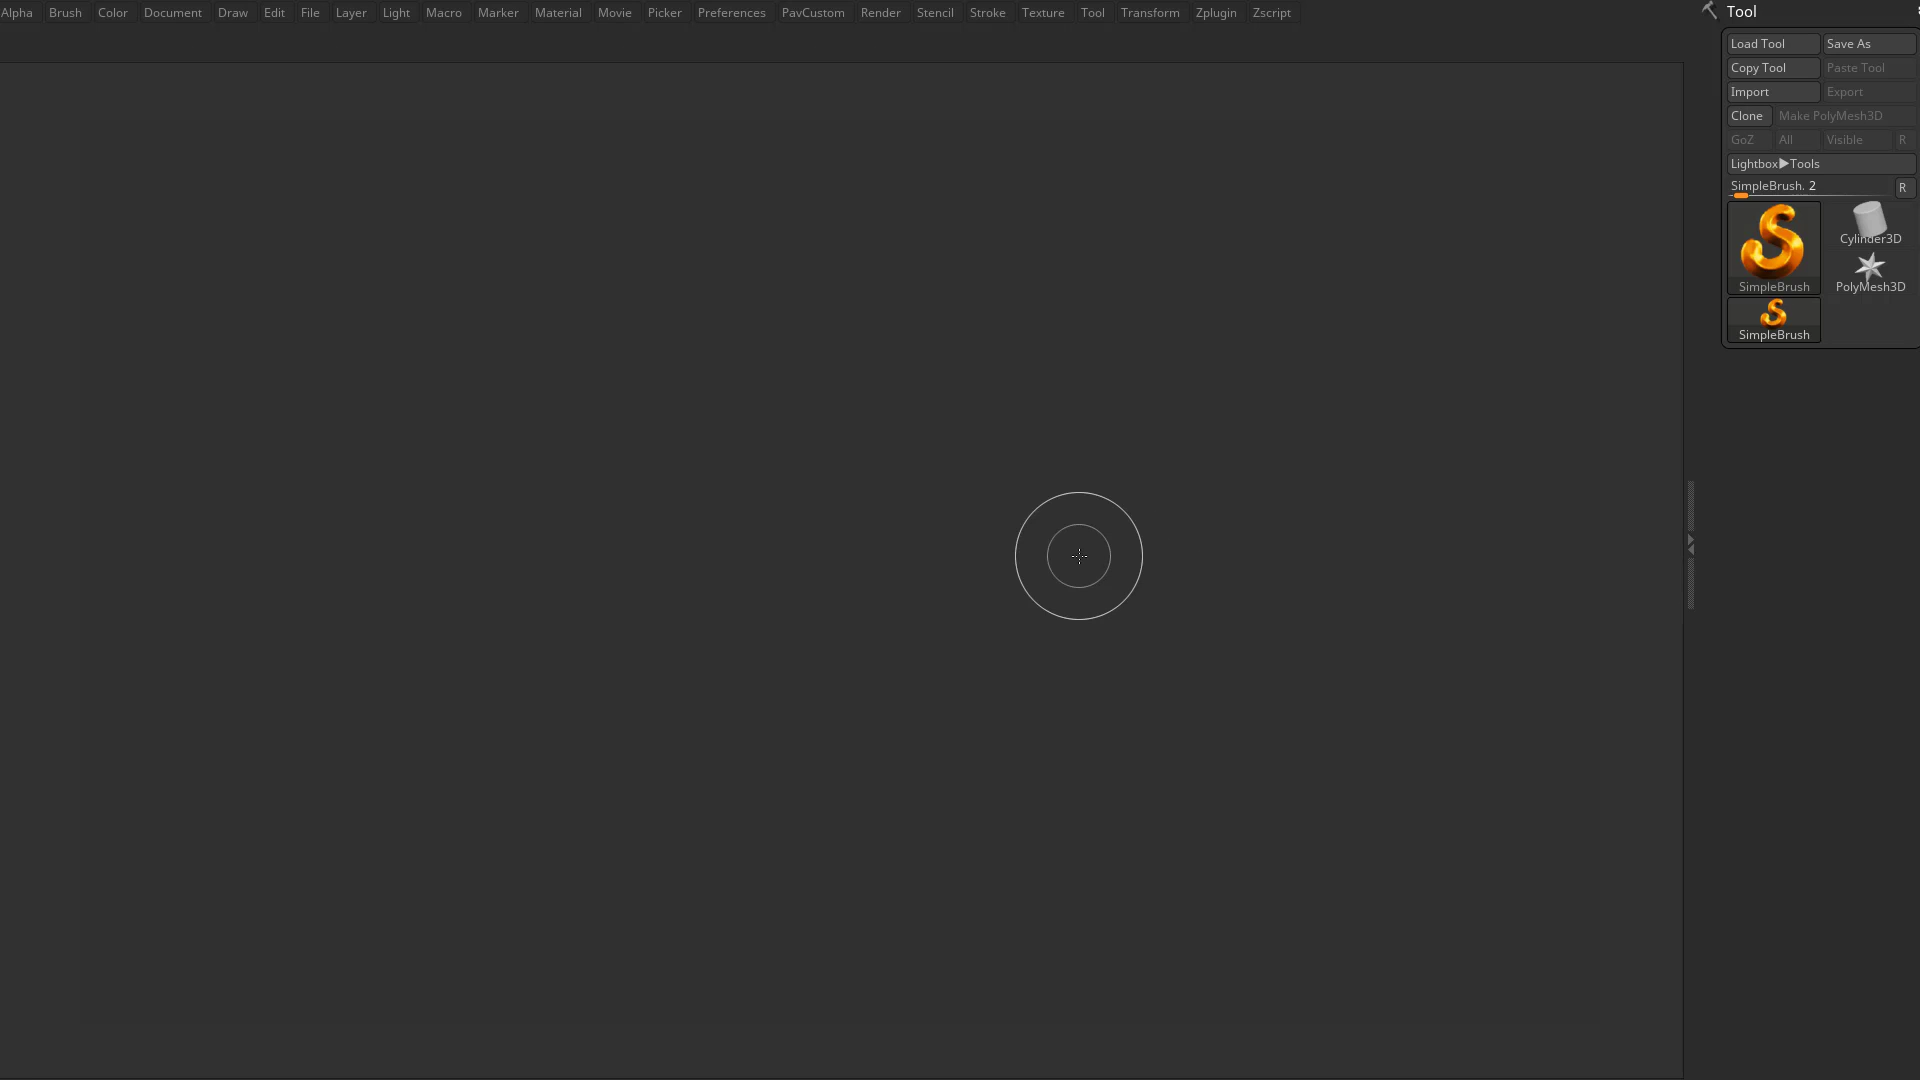 Alpha Brush Color Document Draw Edit File Layer Light Macro Marker Material Movie Picker Preferences PavCustom Render Stencil Stroke Texture Tool Transform Zplugin Zscript
Tool
Load Tool Save As
Copy Tool Paste Tool
Import Export
Clone Make PolyMesh3D
GoZ All Visible R
Lightbox▶Tools
SimpleBrush. 2 R
Cylinder3D
SimpleBrush PolyMesh3D
SimpleBrush